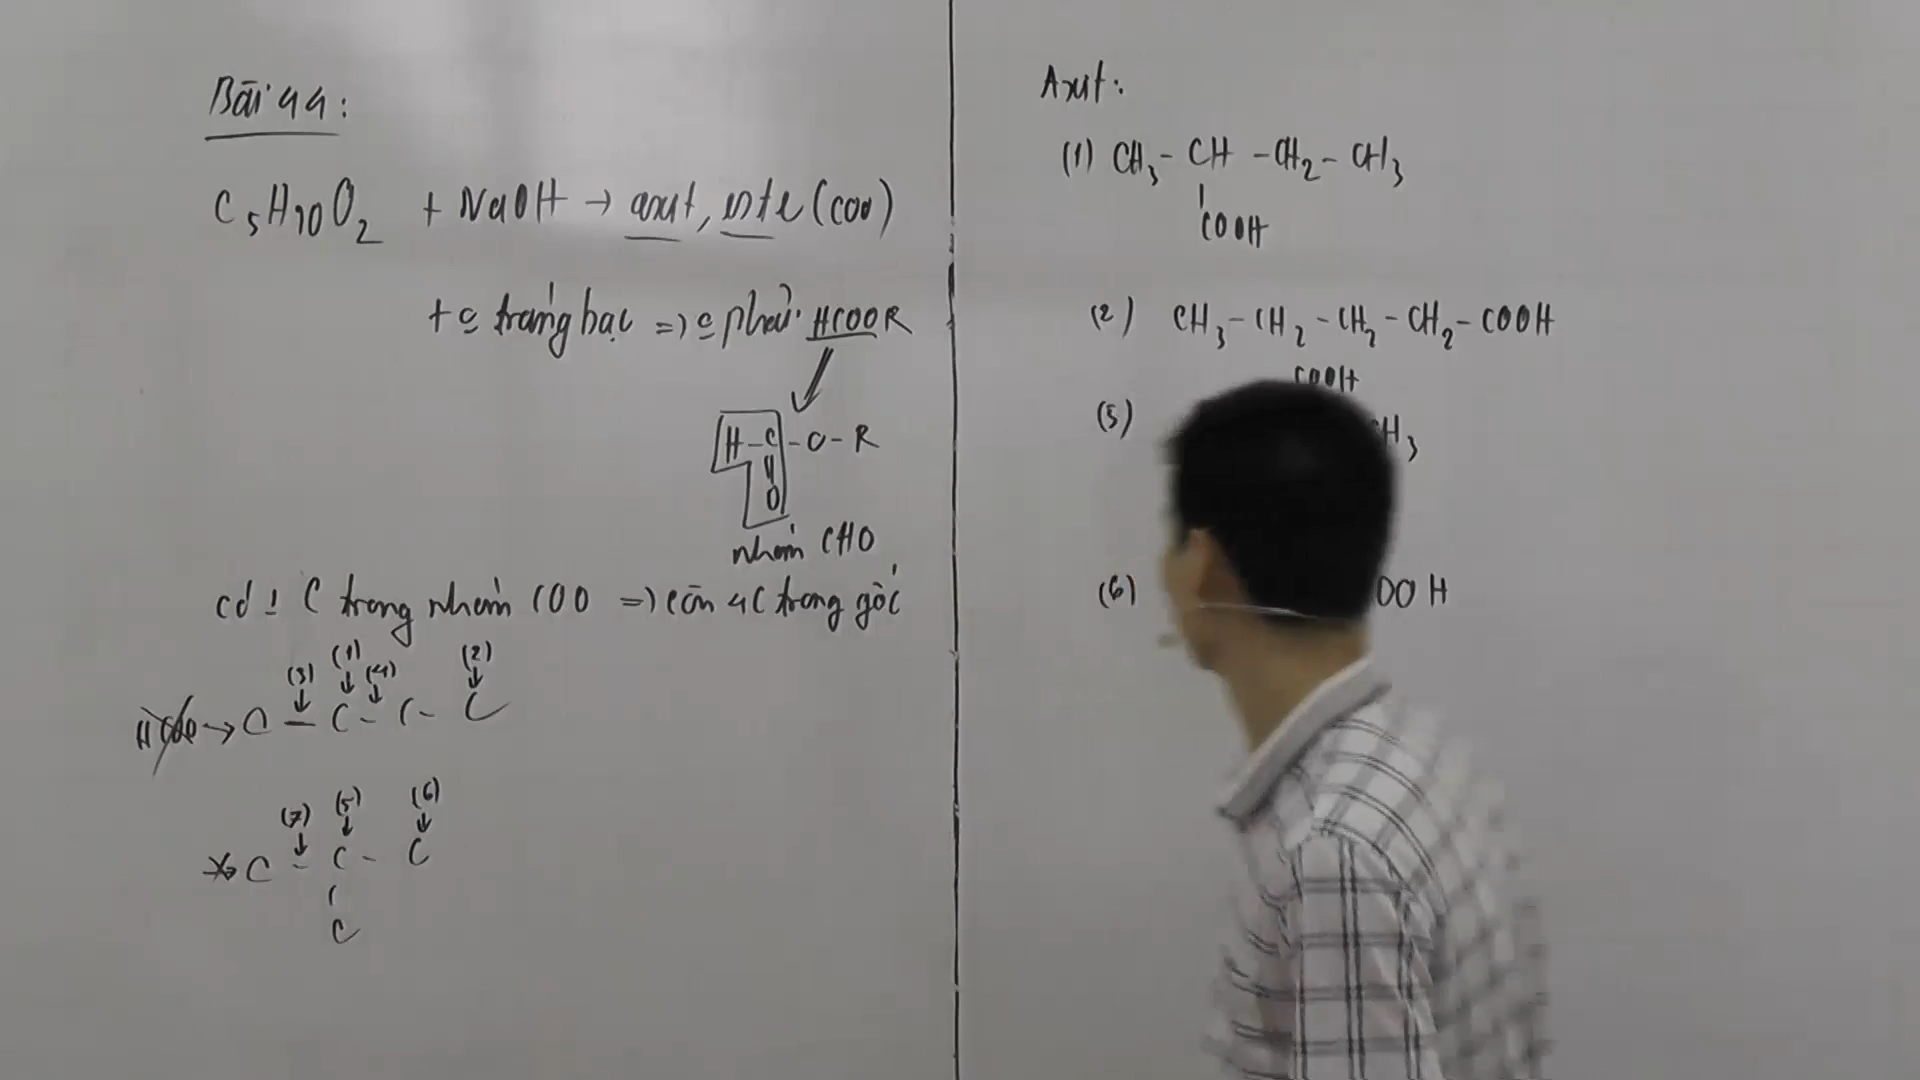 Bài 44:
C5H10O2 + NaOH → axit, este (COO)
+ c̲ tráng bạc => c̲ phải HCOOR
H - C - O - R
O
nhóm CHO
có 1 C trong nhóm COO => còn 4C trong gốc
(3) (1) (4) (2)
→ C - C - C - C
(7) (5) (6)
C - C - C
C
Axit:
(1) CH3 - CH - CH2 - CH3
COOH
(2) CH3 - CH2 - CH2 - CH2 - COOH
COOH
(5) CH3
(6) OOH